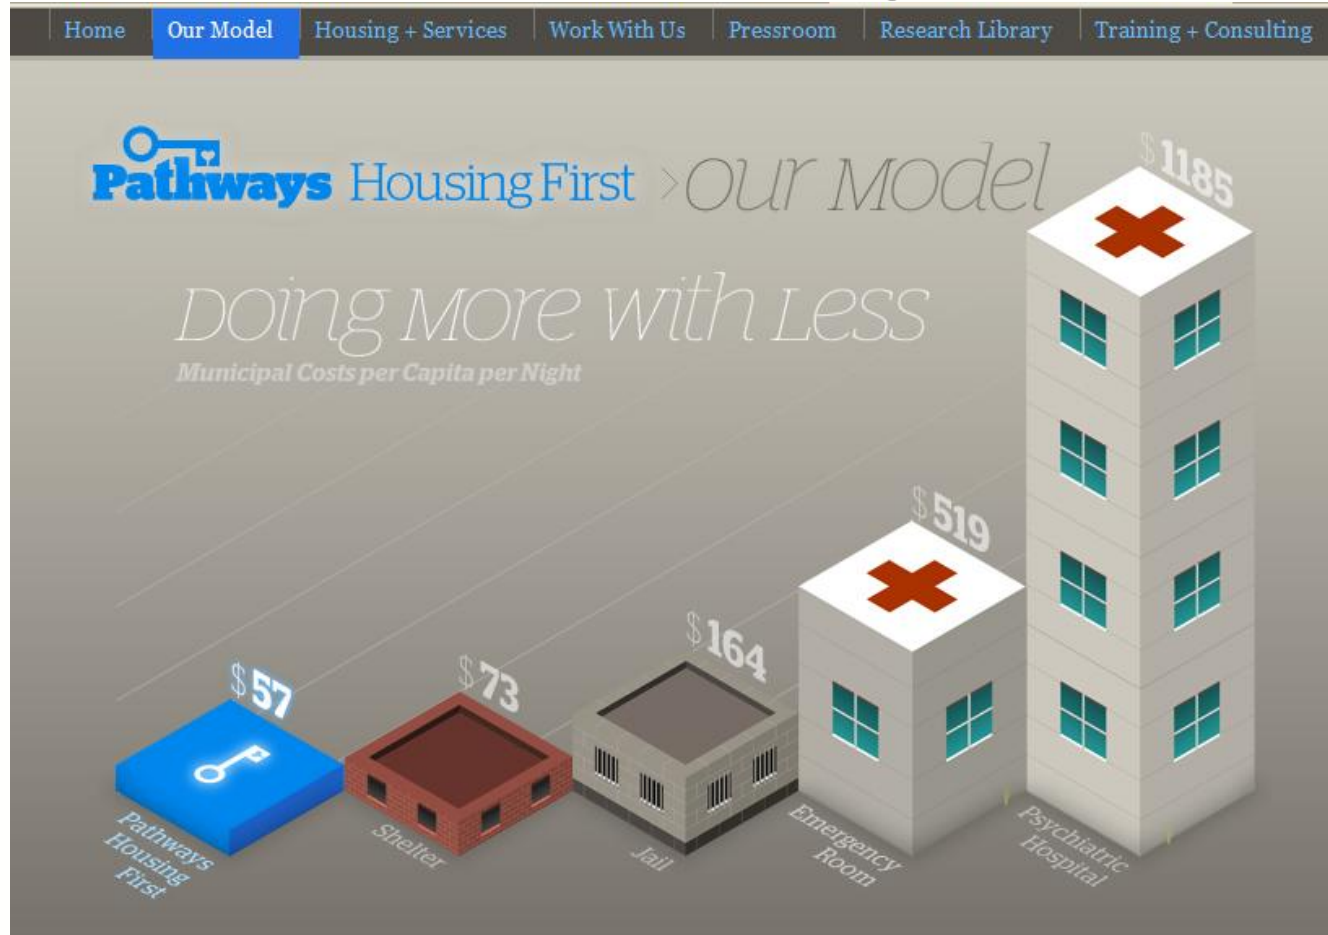 Home Our Model Housing + Services Work With Us Pressroom Research Library Training + Consulting
Pathways Housing First > our Model
Doing More with Less
Municipal Costs per Capita per Night
$1185
$519
$164
$73
$57
Pathways
Housing
First
Shelter
Jail
Emergency
Room
Psychiatric
Hospital